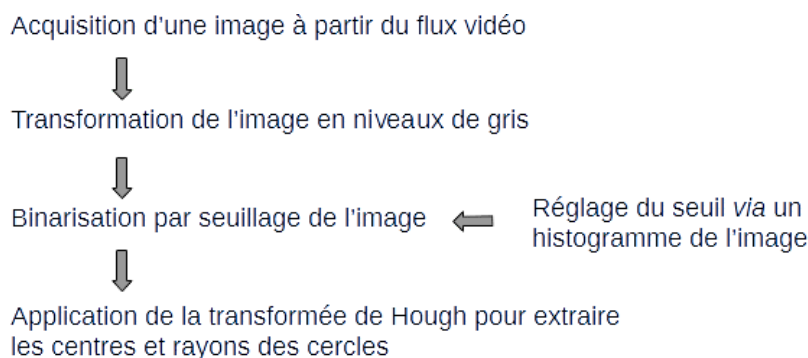 Acquisition d’une image à partir du flux vidéo
Transformation de l’image en niveaux de gris
Binarisation par seuillage de l’image
Réglage du seuil via un
histogramme de l’image
Application de la transformée de Hough pour extraire
les centres et rayons des cercles